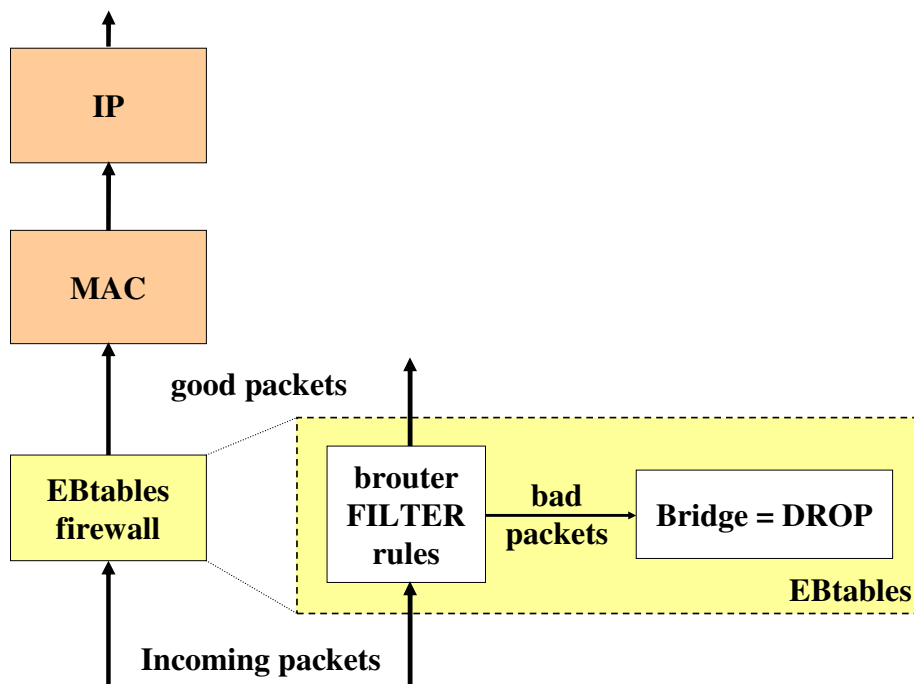 IP
MAC
good packets
EBtables
firewall
brouter
FILTER
rules
bad
packets
Bridge = DROP
EBtables
Incoming packets